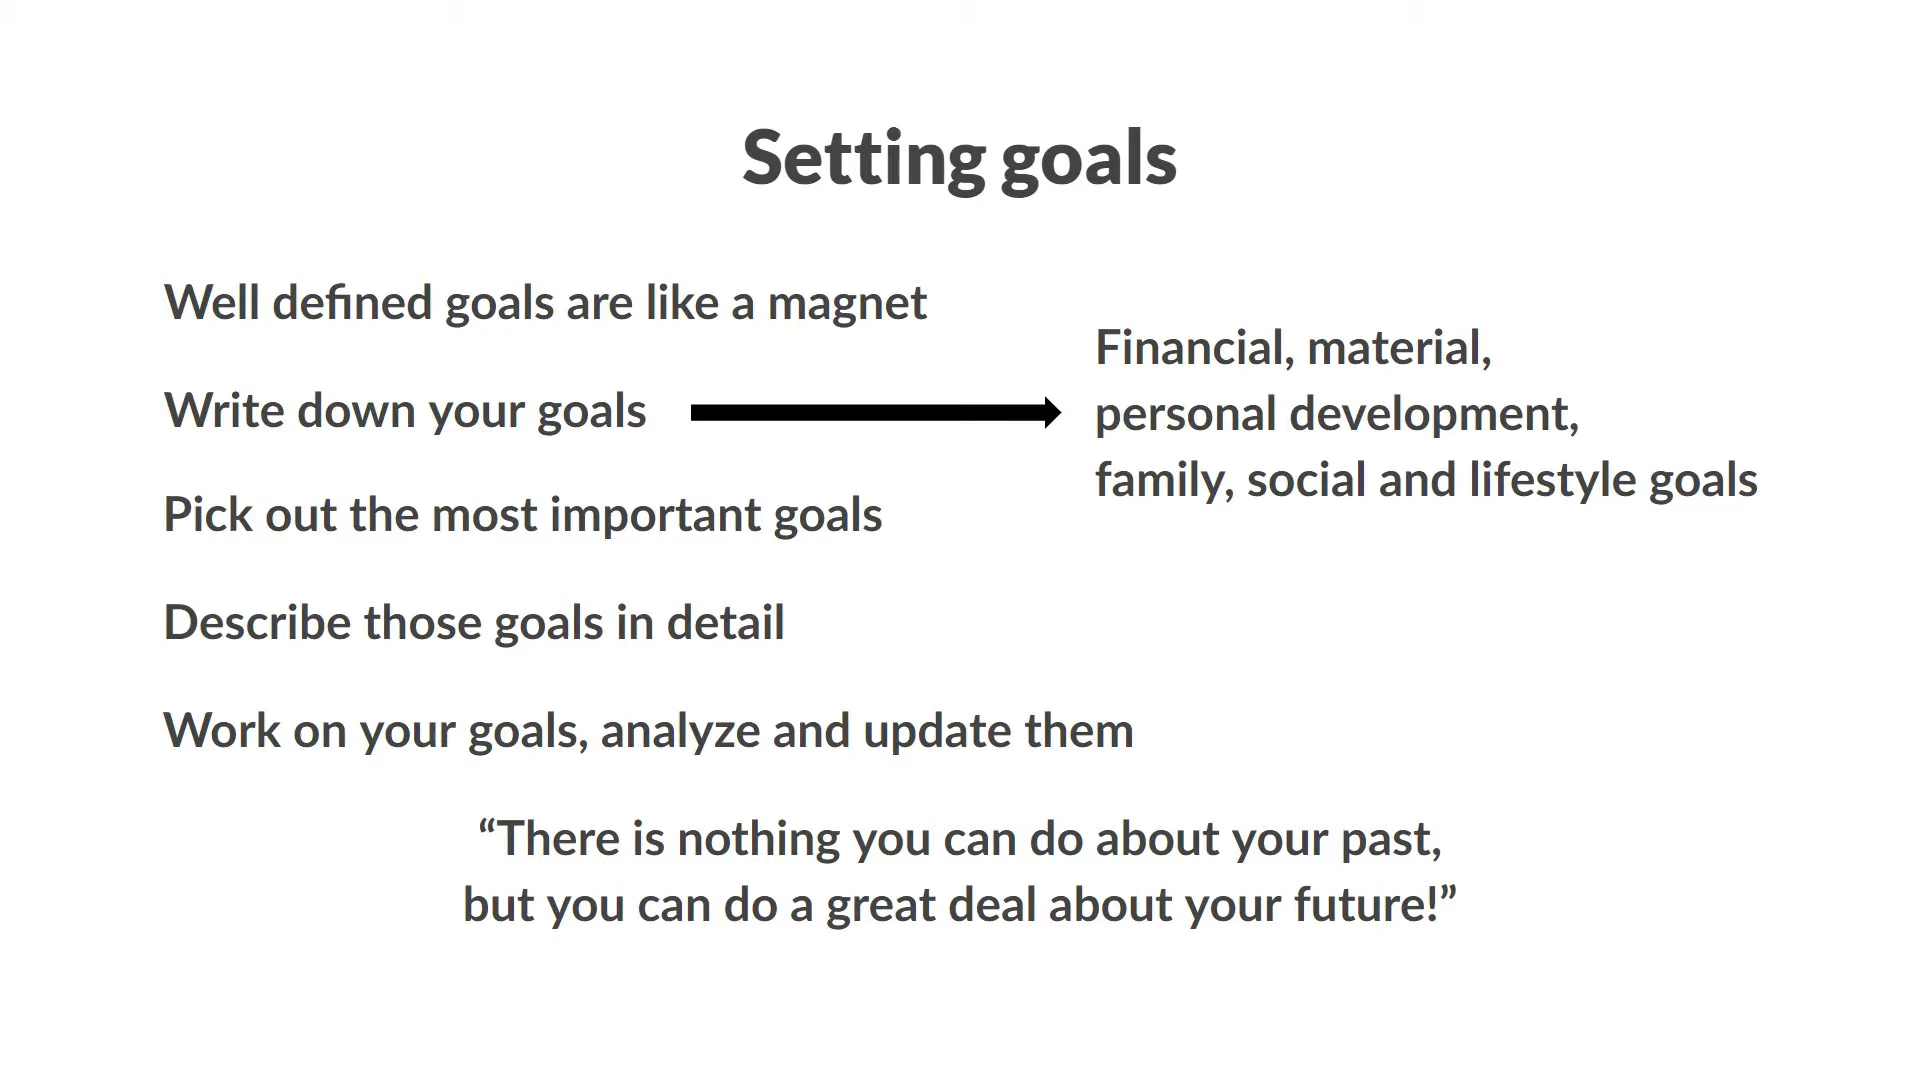 Setting goals
Well defined goals are like a magnet
Write down your goals
Financial, material,
personal development,
family, social and lifestyle goals
Pick out the most important goals
Describe those goals in detail
Work on your goals, analyze and update them
“There is nothing you can do about your past,
but you can do a great deal about your future!”